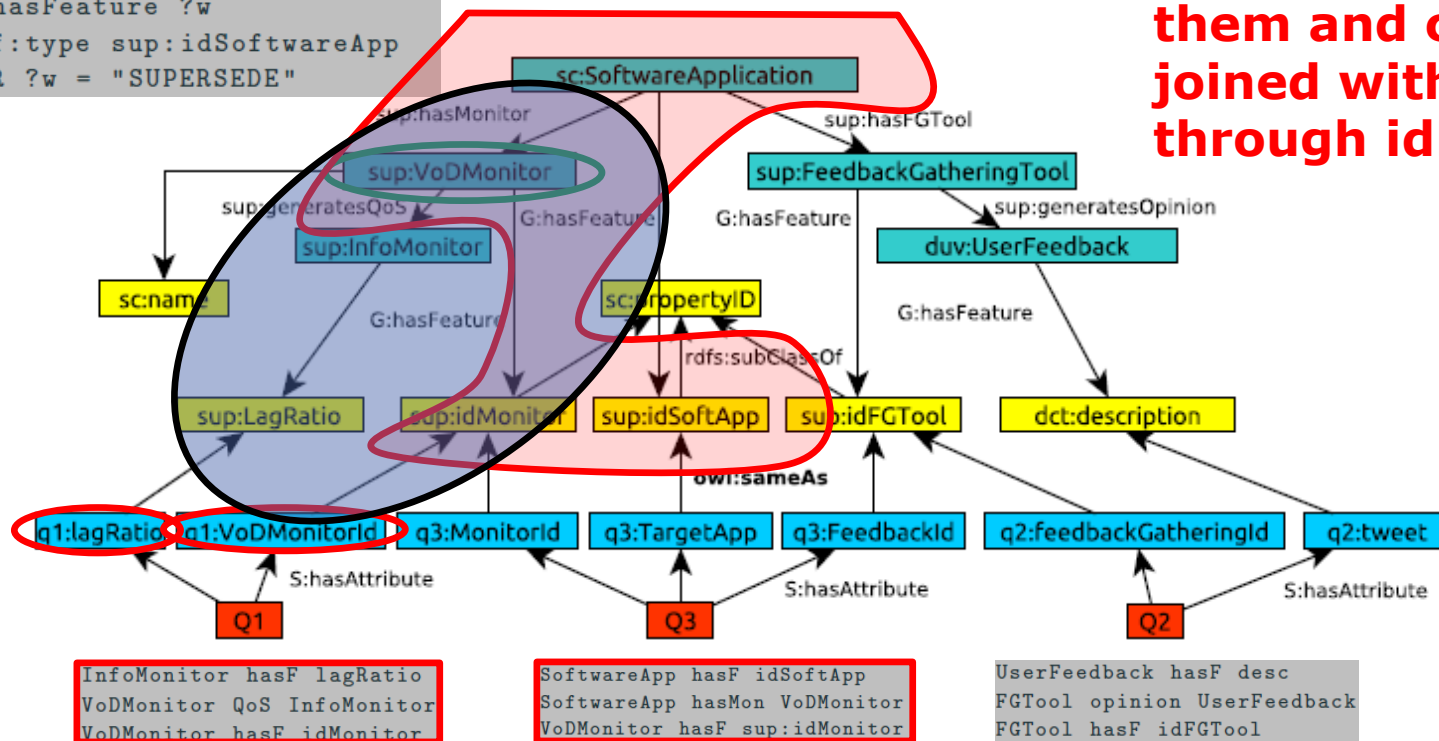 ?w
:type sup:idSoftwareApp
?w = "SUPERSEDE"
them and
joined with
through id
sc:SoftwareApplication
sup:hasMonitor
sup:hasFGTool
sup:VoDMonitor
sup:FeedbackGatheringTool
sup:generatesQoS
G:hasFeature
G:hasFeature
sup:generatesOpinion
sup:InfoMonitor
duv:UserFeedback
sc:name
sc:propertyID
G:hasFeature
G:hasFeature
rdfs:subClassOf
sup:LagRatio
sup:idMonitor
sup:idSoftApp
sup:idFGTool
dct:description
owl:sameAs
q1:lagRatio
q1:VoDMonitorId
q3:MonitorId
q3:TargetApp
q3:FeedbackId
q2:feedbackGatheringId
q2:tweet
S:hasAttribute
S:hasAttribute
S:hasAttribute
Q1
Q3
Q2
InfoMonitor hasF lagRatio
VoDMonitor QoS InfoMonitor
VoDMonitor hasF idMonitor
SoftwareApp hasF idSoftApp
SoftwareApp hasMon VoDMonitor
VoDMonitor hasF sup:idMonitor
UserFeedback hasF desc
FGTool opinion UserFeedback
FGTool hasF idFGTool